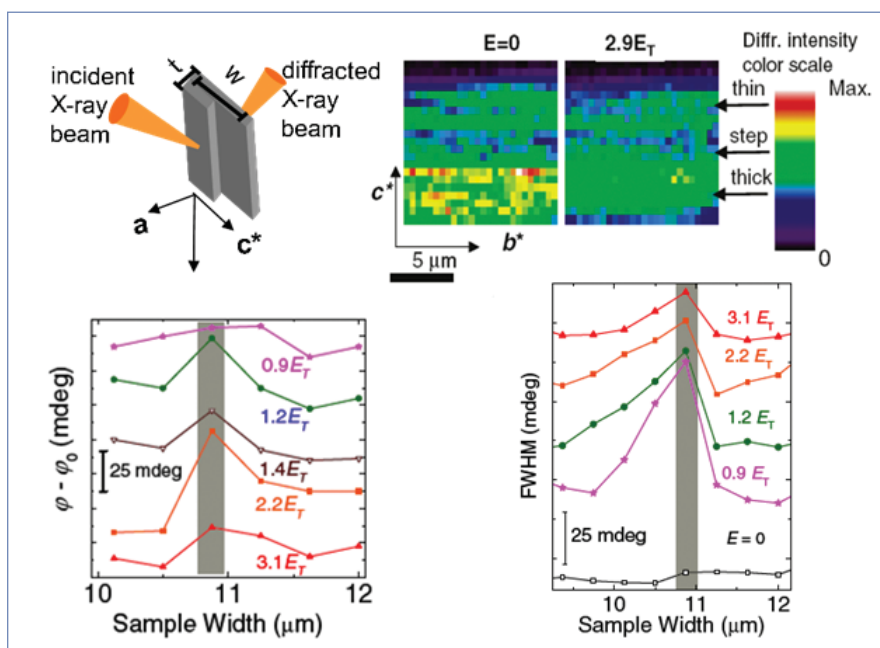 incident
X-ray
beam
t
W
diffracted
X-ray
beam
a
c*
E=0
2.9E_T
c*
b*
5 μm
Diffr. intensity
color scale
thin
step
thick
Max.
0
φ - φ₀ (mdeg)
0.9E_T
1.2E_T
1.4E_T
2.2E_T
3.1E_T
25 mdeg
10 11 12
Sample Width (μm)
FWHM (mdeg)
3.1 E_T
2.2 E_T
1.2 E_T
0.9 E_T
E = 0
25 mdeg
10 11 12
Sample Width (μm)